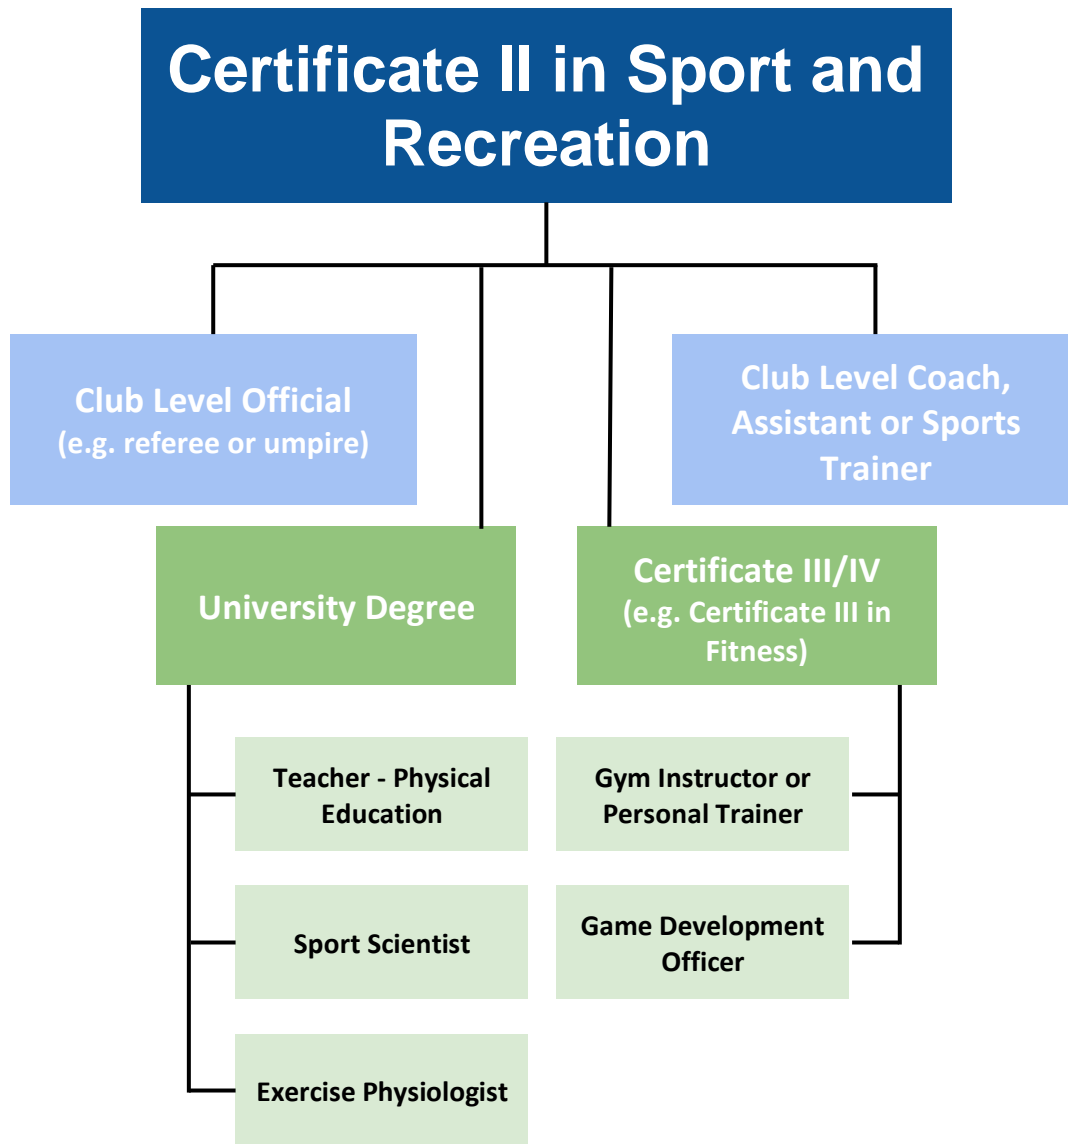 Certificate II in Sport and
Recreation
Club Level Official
(e.g. referee or umpire)
Club Level Coach,
Assistant or Sports
Trainer
University Degree
Certificate III/IV
(e.g. Certificate III in
Fitness)
Teacher - Physical
Education
Gym Instructor or
Personal Trainer
Sport Scientist
Game Development
Officer
Exercise Physiologist